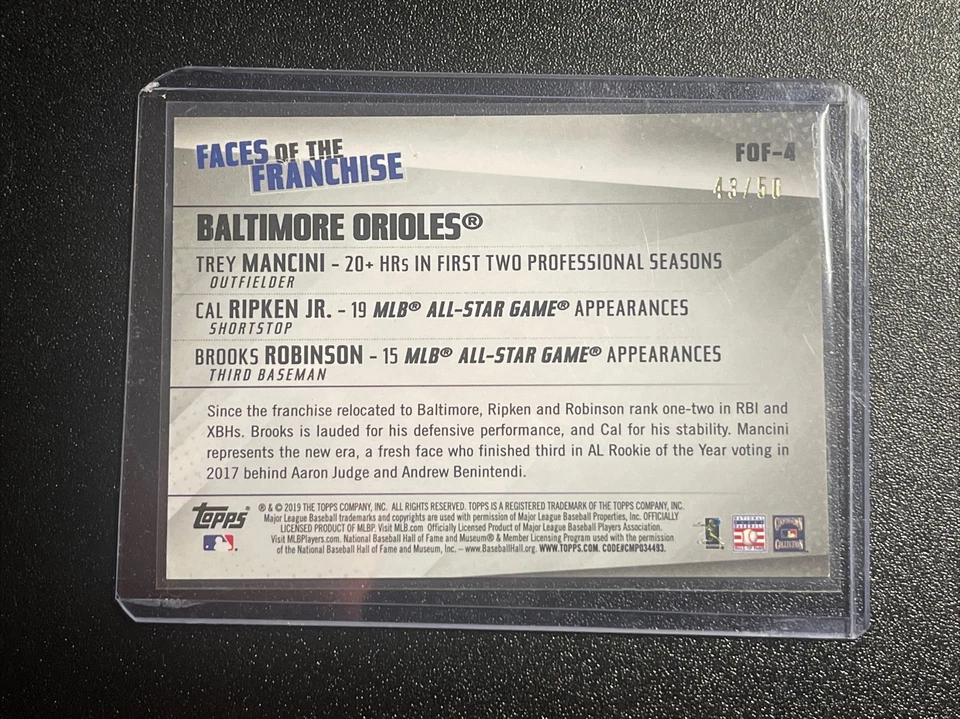 FACES OF THE
FRANCHISE
FOF-4
43/50
BALTIMORE ORIOLES®
TREY MANCINI – 20+ HRs IN FIRST TWO PROFESSIONAL SEASONS
OUTFIELDER
CAL RIPKEN JR. – 19 MLB® ALL-STAR GAME® APPEARANCES
SHORTSTOP
BROOKS ROBINSON – 15 MLB® ALL-STAR GAME® APPEARANCES
THIRD BASEMAN
Since the franchise relocated to Baltimore, Ripken and Robinson rank one-two in RBI and
XBHs. Brooks is lauded for his defensive performance, and Cal for his stability. Mancini
represents the new era, a fresh face who finished third in AL Rookie of the Year voting in
2017 behind Aaron Judge and Andrew Benintendi.
Topps
® & © 2019 THE TOPPS COMPANY, INC. ALL RIGHTS RESERVED. TOPPS IS A REGISTERED TRADEMARK OF THE TOPPS COMPANY, INC.
Major League Baseball trademarks and copyrights are used with permission of Major League Baseball Properties, Inc. OFFICIALLY
LICENSED PRODUCT OF MLBP. Visit MLB.com Officially Licensed Product of Major League Baseball Players Association.
Visit MLBPlayers.com. National Baseball Hall of Fame and Museum® & Member Licensing Program used with the permission
of the National Baseball Hall of Fame and Museum, Inc. – www.BaseballHall.org. WWW.TOPPS.COM. CODE#CMP034493.